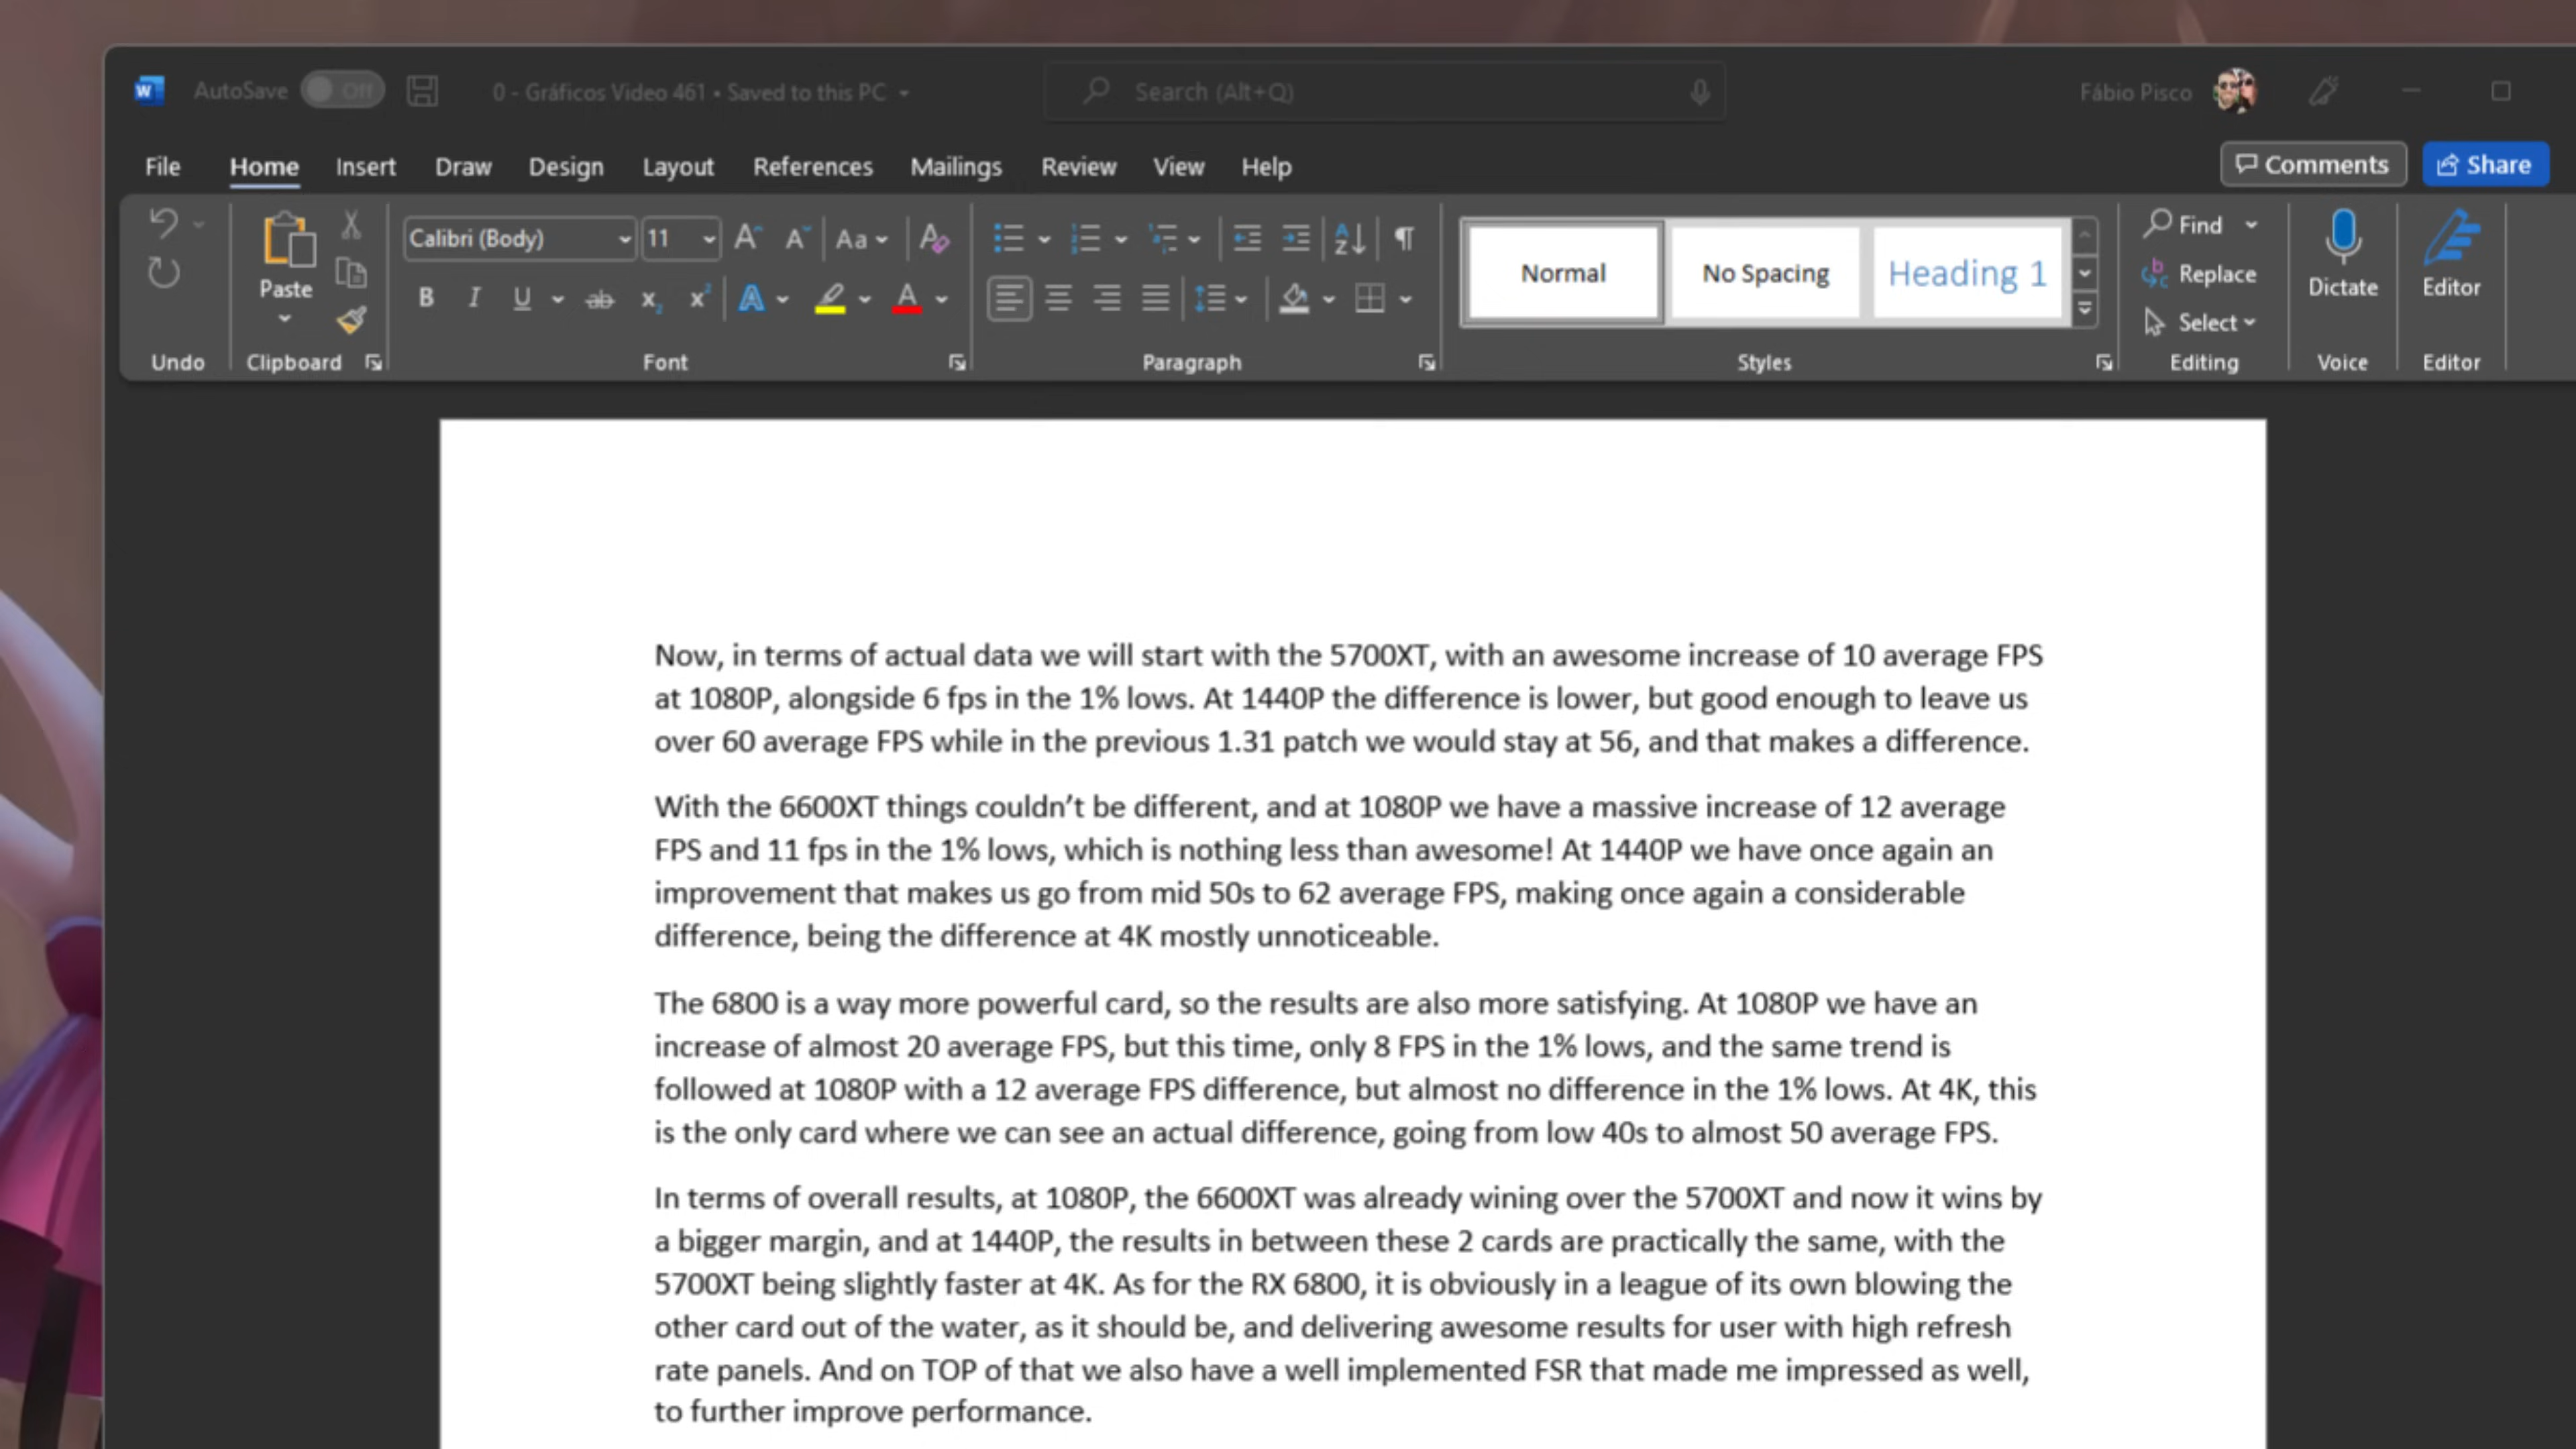 AutoSave Off 0 - Gráficos Video 461 • Saved to this PC Search (Alt+Q) Fábio Pisco
File Home Insert Draw Design Layout References Mailings Review View Help Comments Share
Calibri (Body) 11 Aa Find
Paste Normal No Spacing Heading 1 Replace Dictate Editor
B I U ab x₂ x² A A Select
Undo Clipboard Font Paragraph Styles Editing Voice Editor
Now, in terms of actual data we will start with the 5700XT, with an awesome increase of 10 average FPS
at 1080P, alongside 6 fps in the 1% lows. At 1440P the difference is lower, but good enough to leave us
over 60 average FPS while in the previous 1.31 patch we would stay at 56, and that makes a difference.
With the 6600XT things couldn’t be different, and at 1080P we have a massive increase of 12 average
FPS and 11 fps in the 1% lows, which is nothing less than awesome! At 1440P we have once again an
improvement that makes us go from mid 50s to 62 average FPS, making once again a considerable
difference, being the difference at 4K mostly unnoticeable.
The 6800 is a way more powerful card, so the results are also more satisfying. At 1080P we have an
increase of almost 20 average FPS, but this time, only 8 FPS in the 1% lows, and the same trend is
followed at 1080P with a 12 average FPS difference, but almost no difference in the 1% lows. At 4K, this
is the only card where we can see an actual difference, going from low 40s to almost 50 average FPS.
In terms of overall results, at 1080P, the 6600XT was already wining over the 5700XT and now it wins by
a bigger margin, and at 1440P, the results in between these 2 cards are practically the same, with the
5700XT being slightly faster at 4K. As for the RX 6800, it is obviously in a league of its own blowing the
other card out of the water, as it should be, and delivering awesome results for user with high refresh
rate panels. And on TOP of that we also have a well implemented FSR that made me impressed as well,
to further improve performance.